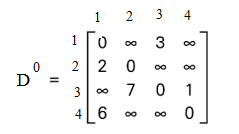 1 2 3 4
1 0 ∞ 3 ∞
2 2 0 ∞ ∞
D⁰ =
3 ∞ 7 0 1
4 6 ∞ ∞ 0